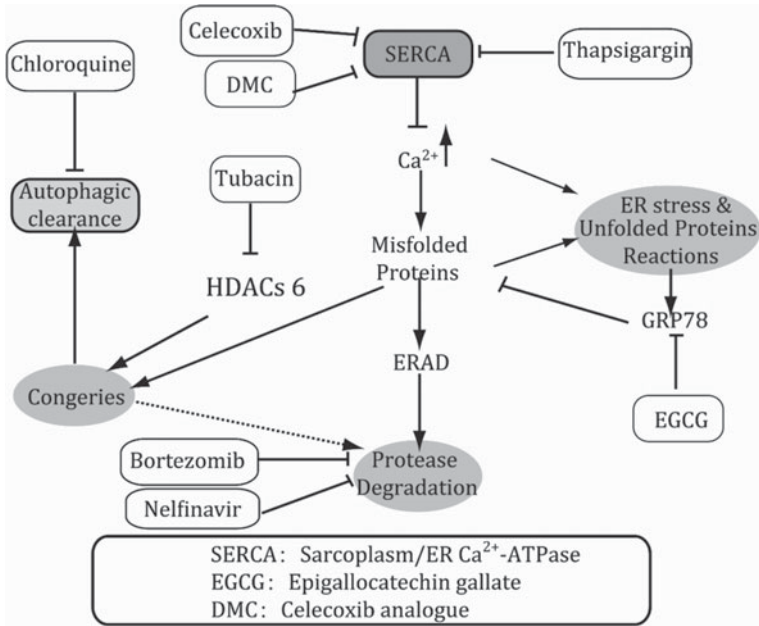 Celecoxib
SERCA
Thapsigargin
Chloroquine
DMC
Ca²⁺
Tubacin
Autophagic
clearance
ER stress &
Unfolded Proteins
Reactions
Misfolded
Proteins
HDACs 6
GRP78
ERAD
Congeries
EGCG
Bortezomib
Protease
Degradation
Nelfinavir
SERCA: Sarcoplasm/ER Ca²⁺-ATPase
EGCG: Epigallocatechin gallate
DMC: Celecoxib analogue